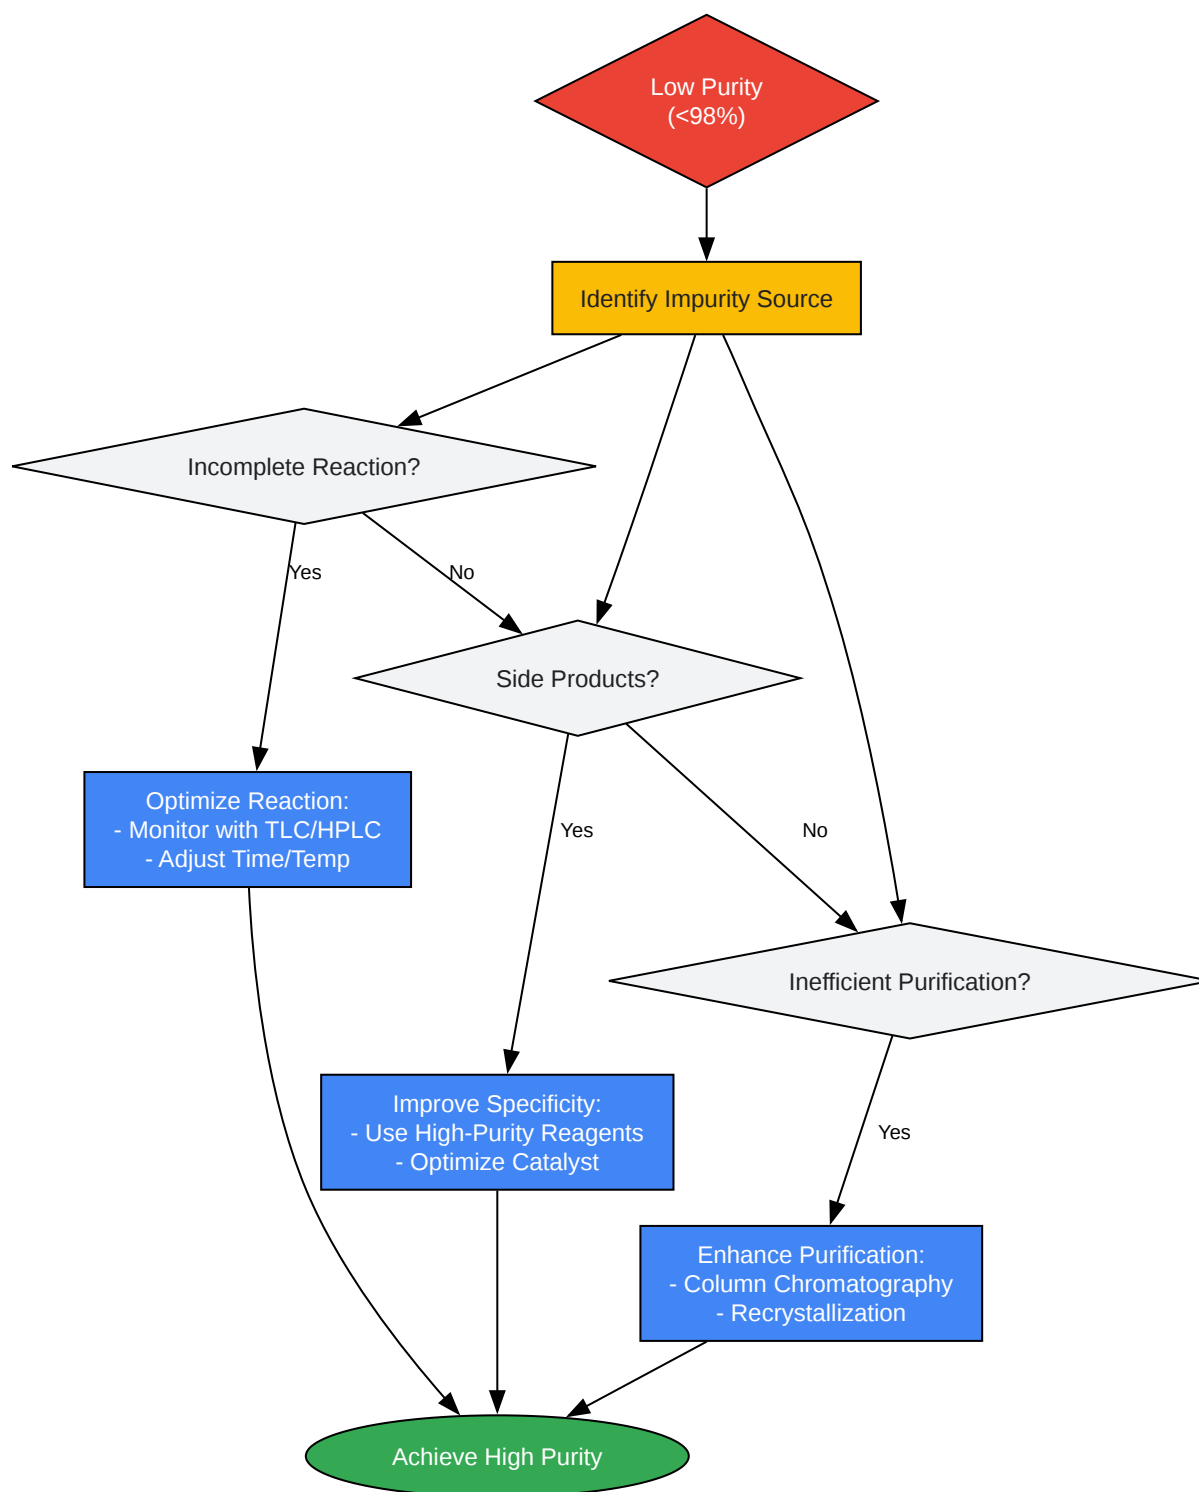 Low Purity
(<98%)
Identify Impurity Source
Incomplete Reaction?
Yes
No
Side Products?
Optimize Reaction:
- Monitor with TLC/HPLC
- Adjust Time/Temp
Yes
No
Inefficient Purification?
Improve Specificity:
- Use High-Purity Reagents
- Optimize Catalyst
Yes
Enhance Purification:
- Column Chromatography
- Recrystallization
Achieve High Purity